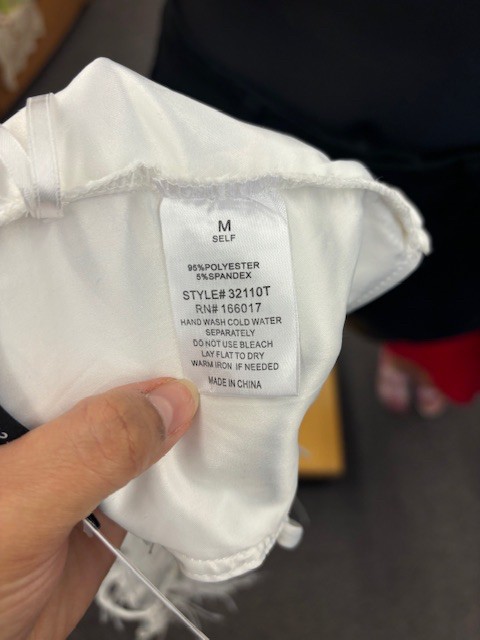 M
SELF
95%POLYESTER
5%SPANDEX
STYLE# 32110T
RN# 166017
HAND WASH COLD WATER
SEPARATELY
DO NOT USE BLEACH
LAY FLAT TO DRY
WARM IRON IF NEEDED
MADE IN CHINA